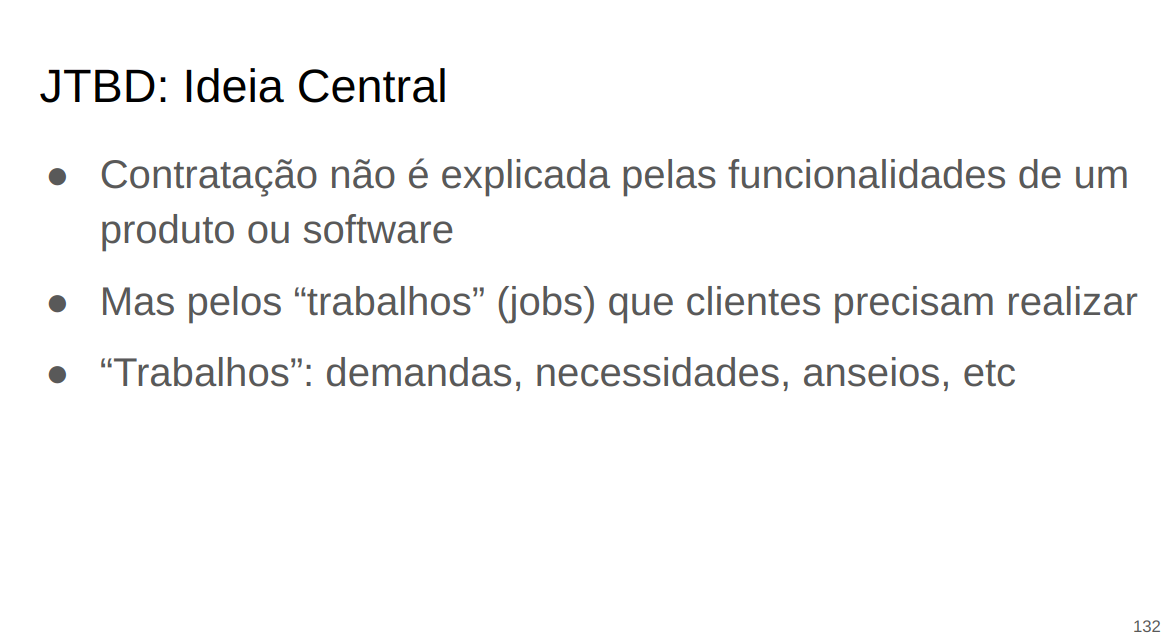 JTBD: Ideia Central
● Contratação não é explicada pelas funcionalidades de um
produto ou software
● Mas pelos “trabalhos” (jobs) que clientes precisam realizar
● “Trabalhos”: demandas, necessidades, anseios, etc
132